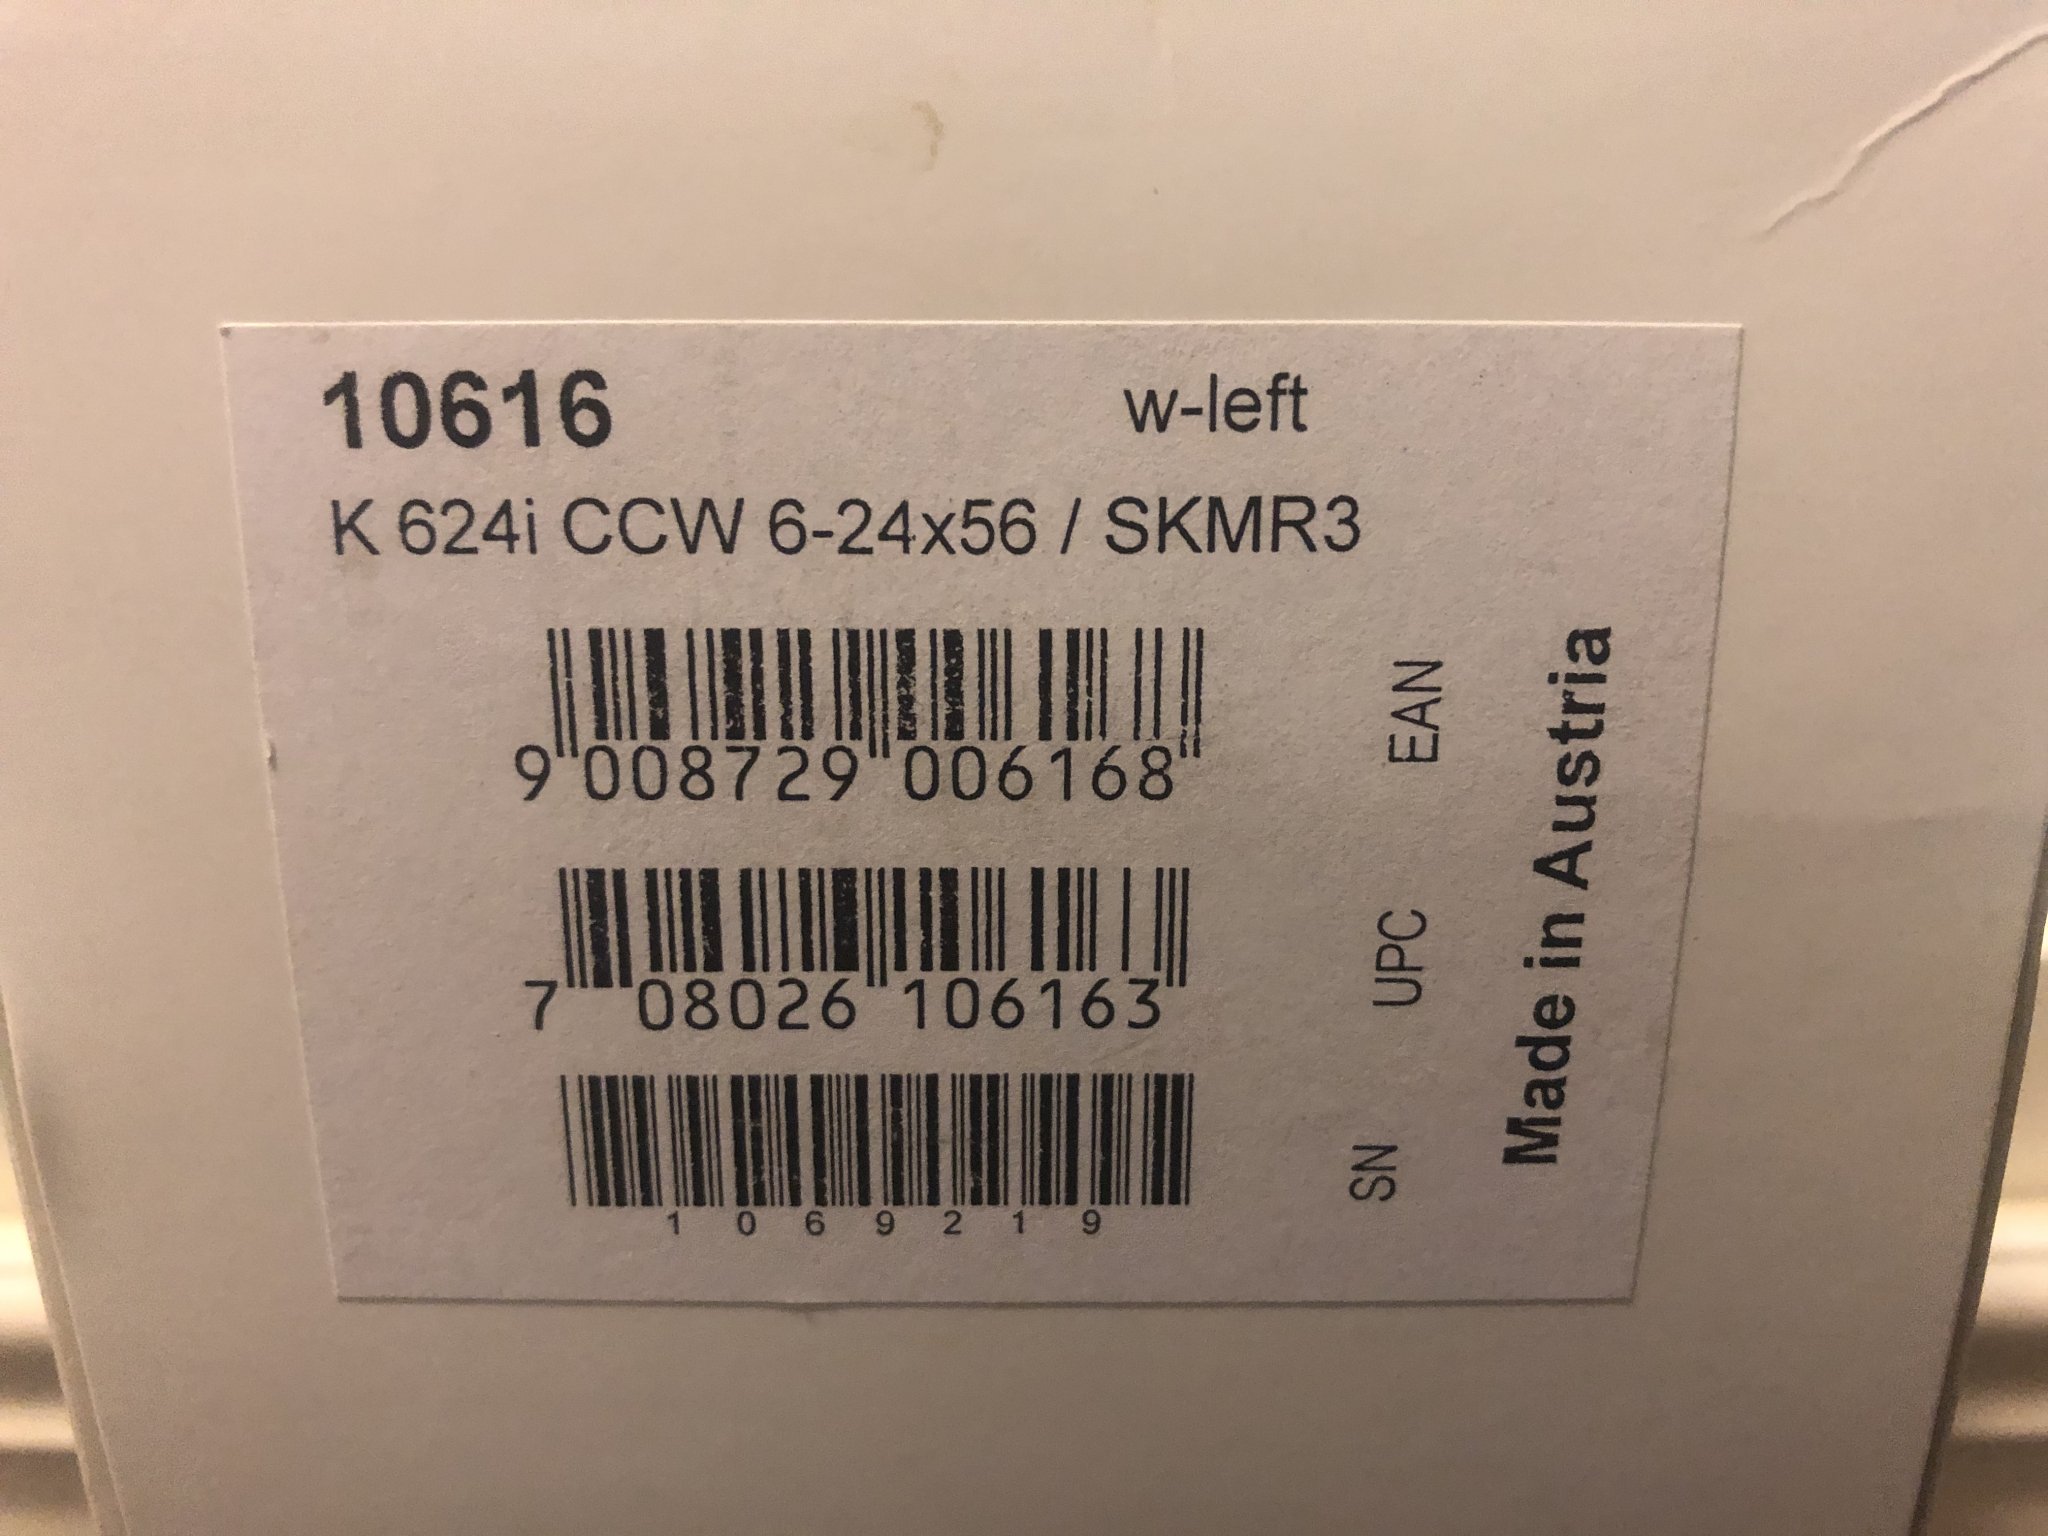 10616 w-left
K 624i CCW 6-24x56 / SKMR3
9 008729 006168
EAN
7 08026 106163
UPC
1069219
SN
Made in Austria